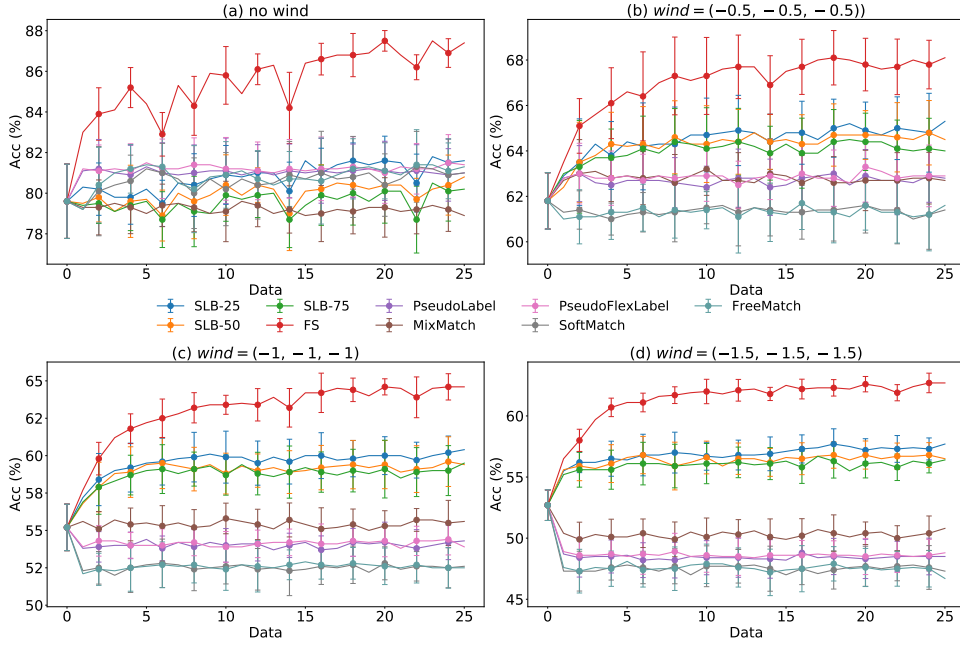 (a) no wind
(b) wind = (−0.5, −0.5, −0.5))
Acc (%)
88
86
84
82
80
78
0 5 10 15 20 25
Data
Acc (%)
68
66
64
62
60
0 5 10 15 20 25
Data
SLB-25 SLB-75 PseudoLabel PseudoFlexLabel FreeMatch
SLB-50 FS MixMatch SoftMatch
(c) wind = (−1, −1, −1)
(d) wind = (−1.5, −1.5, −1.5)
Acc (%)
65
62
60
58
55
52
50
0 5 10 15 20 25
Data
Acc (%)
60
55
50
45
0 5 10 15 20 25
Data